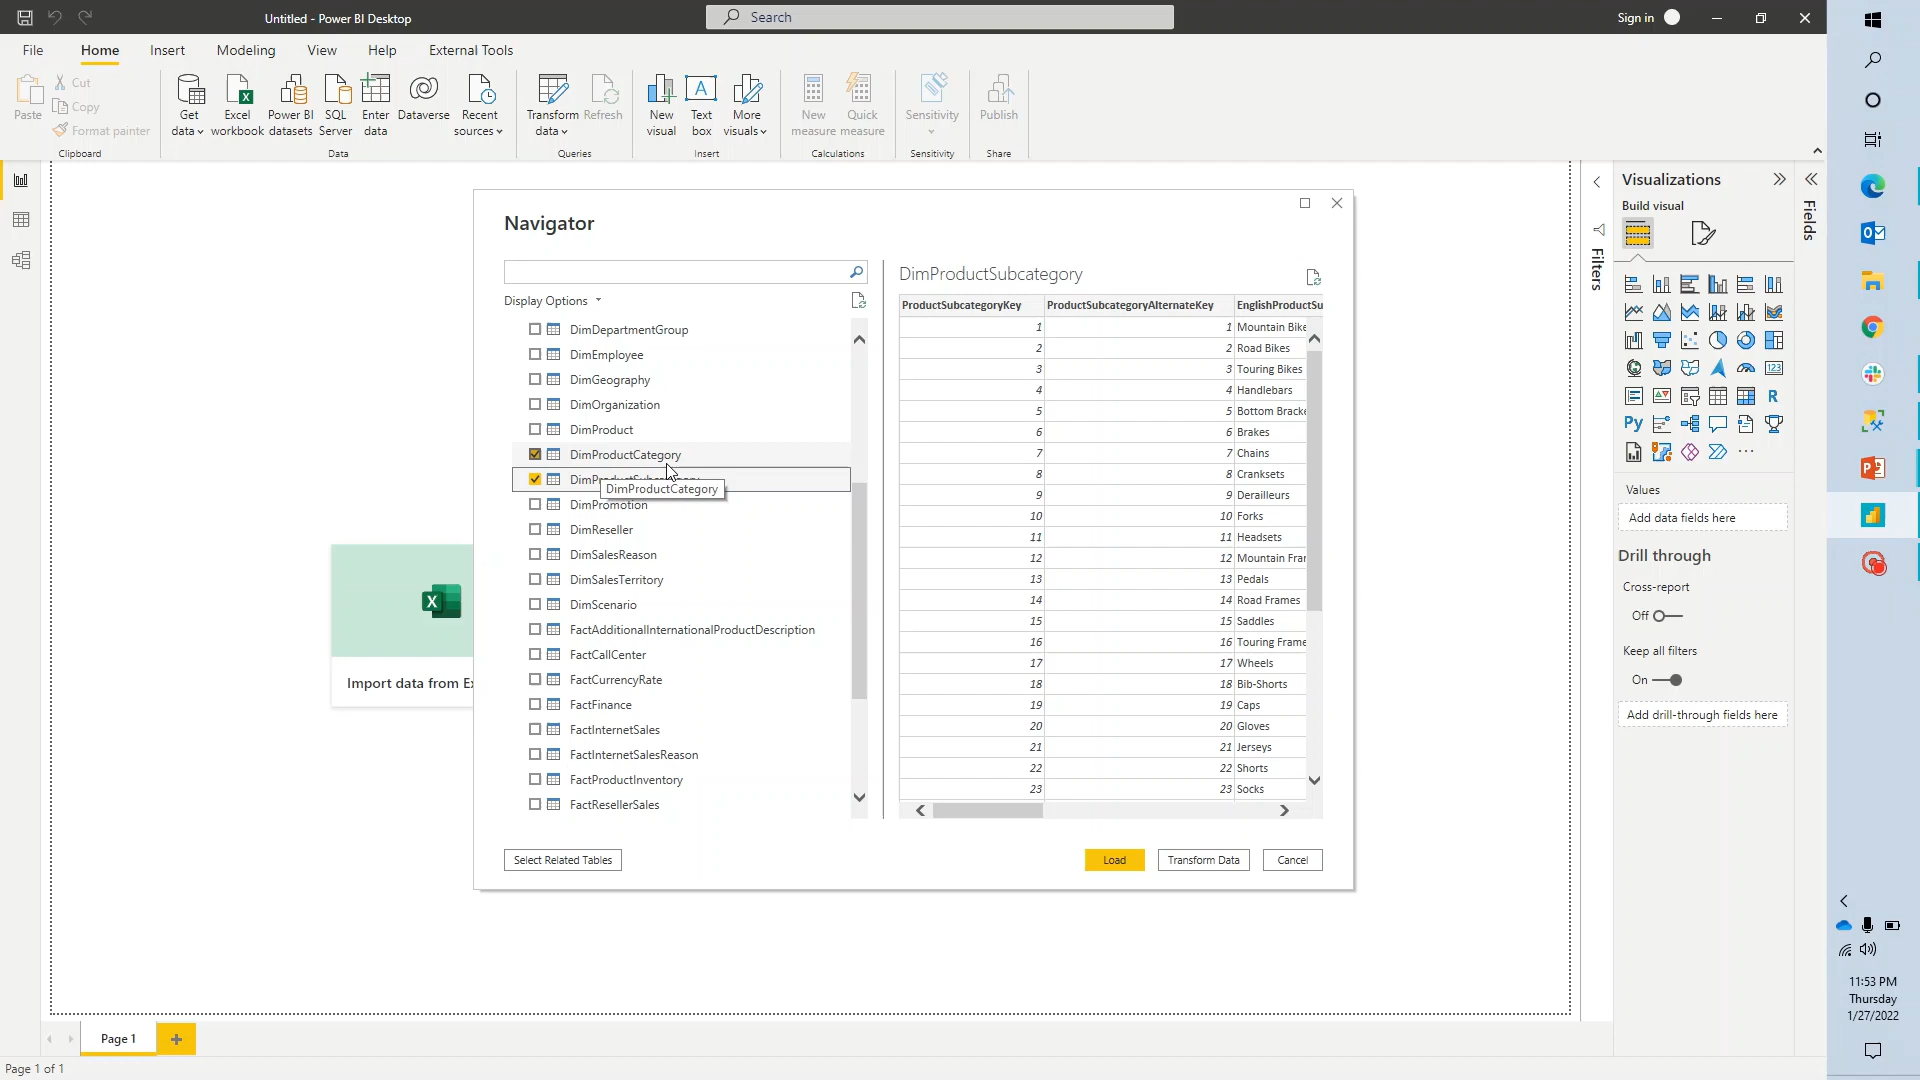 Untitled - Power BI Desktop
Search
Sign in
File
Home
Insert
Modeling
View
Help
External Tools
Paste
Cut
Copy
Format painter
Clipboard
Get data
Excel workbook
Power BI datasets
SQL Server
Enter data
Dataverse
Recent sources
Data
Transform data
Refresh
Queries
New visual
Text box
More visuals
Insert
New measure
Quick measure
Calculations
Sensitivity
Sensitivity
Publish
Share
Navigator
Display Options
DimDepartmentGroup
DimEmployee
DimGeography
DimOrganization
DimProduct
DimProductCategory
DimProductCategory
DimPromotion
DimReseller
DimSalesReason
DimSalesTerritory
DimScenario
FactAdditionalInternationalProductDescription
FactCallCenter
FactCurrencyRate
FactFinance
FactInternetSales
FactInternetSalesReason
FactProductInventory
FactResellerSales
Select Related Tables
DimProductSubcategory
ProductSubcategoryKey ProductSubcategoryAlternateKey EnglishProductSu
1 1 Mountain Bike
2 2 Road Bikes
3 3 Touring Bikes
4 4 Handlebars
5 5 Bottom Bracke
6 6 Brakes
7 7 Chains
8 8 Cranksets
9 9 Derailleurs
10 10 Forks
11 11 Headsets
12 12 Mountain Frar
13 13 Pedals
14 14 Road Frames
15 15 Saddles
16 16 Touring Frame
17 17 Wheels
18 18 Bib-Shorts
19 19 Caps
20 20 Gloves
21 21 Jerseys
22 22 Shorts
23 23 Socks
Load
Transform Data
Cancel
Import data from Ex
Filters
Visualizations
Build visual
Fields
R
Py
123
Values
Add data fields here
Drill through
Cross-report
Off
Keep all filters
On
Add drill-through fields here
11:53 PM
Thursday
1/27/2022
Page 1
Page 1 of 1